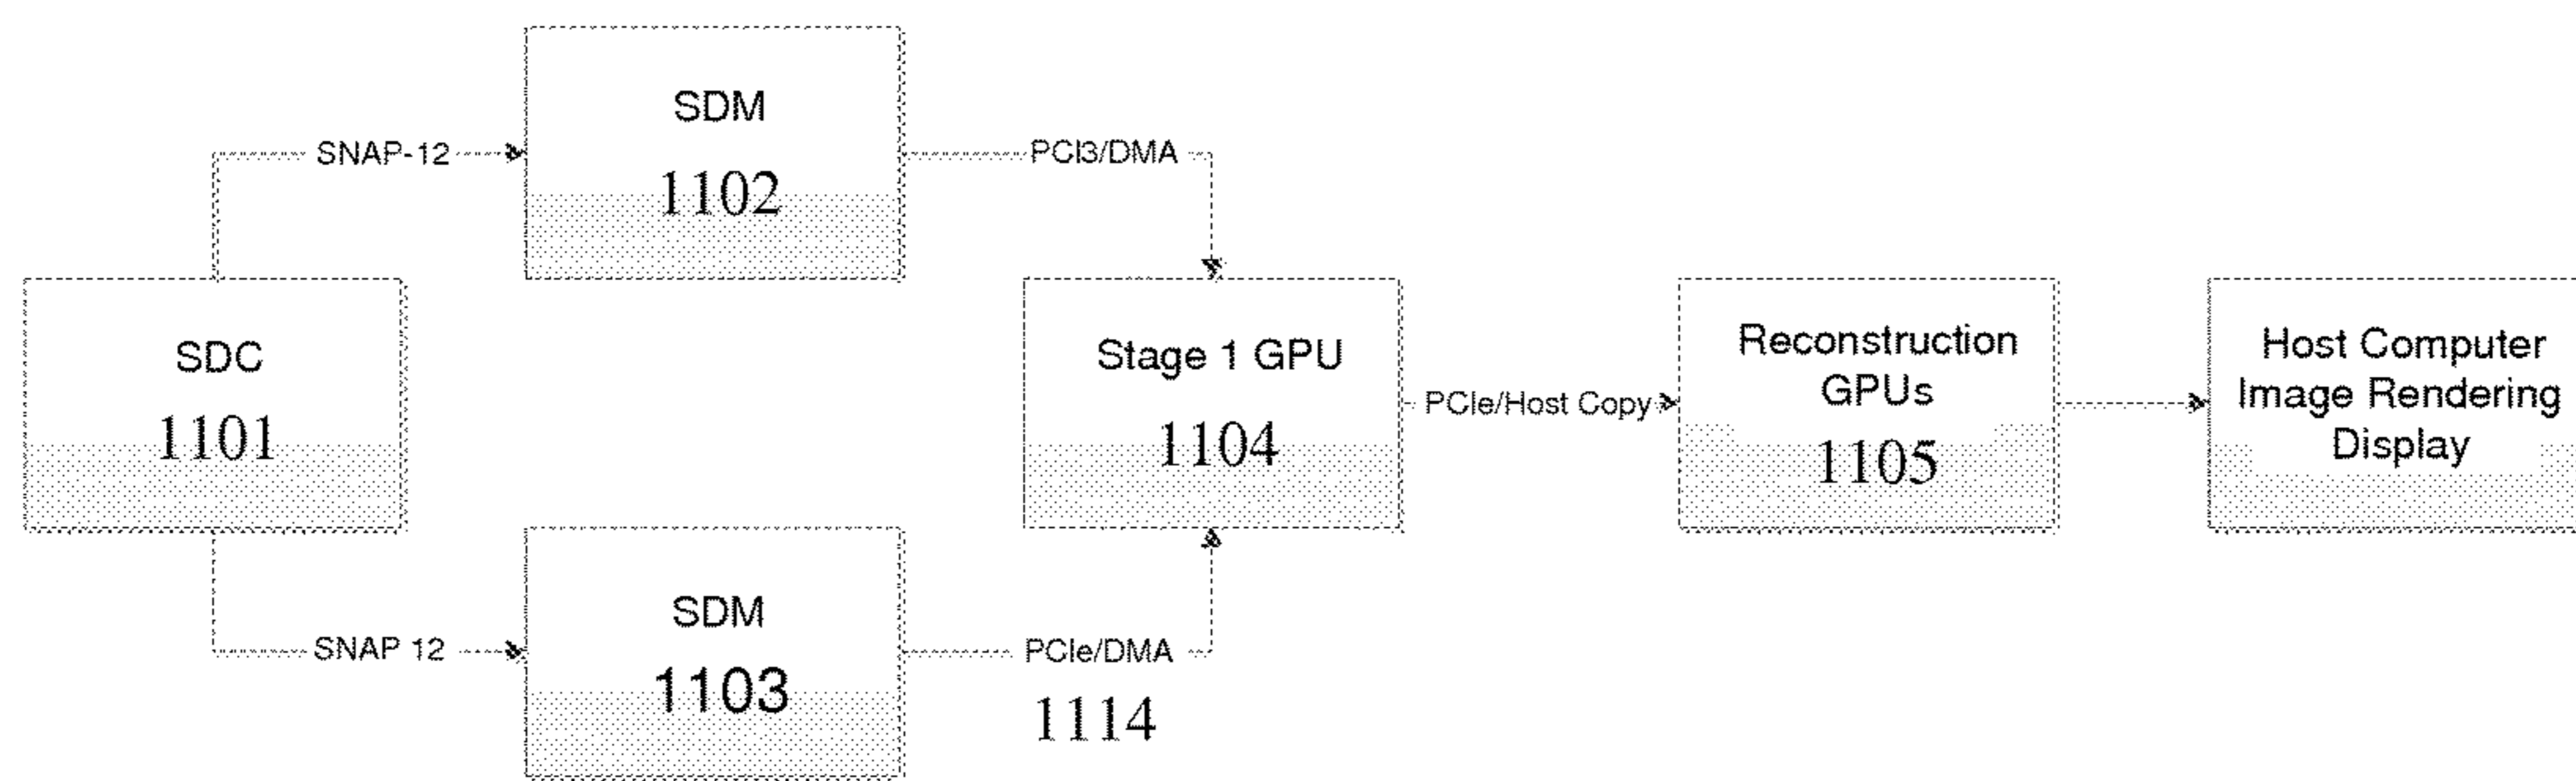 SDM
1102
SNAP-12
PCI3/DMA
SDC
1101
Stage 1 GPU
1104
PCIe/Host Copy
Reconstruction
GPUs
1105
Host Computer
Image Rendering
Display
SNAP 12
SDM
1103
PCIe/DMA
1114